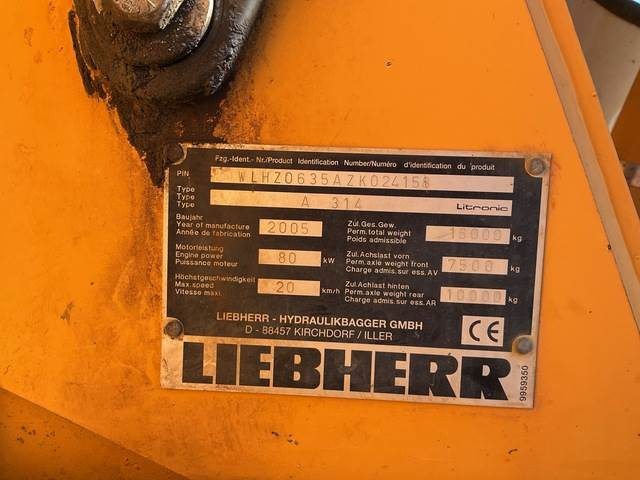 Fzg.-Ident.- Nr./Product Identification Number/Numéro d'identification du produit
PIN WLHZ0635AZK024158
Type
Type A 314 Litronic
Type
Baujahr
Year of manufacture 2005
Année de fabrication
Zul.Ges.Gew.
Perm.total weight 16000 kg
Poids admissible
Motorleistung
Engine power 80 kW
Puissance moteur
Zul.Achslast vorn
Perm.axle weight front 7500 kg
Charge admis.sur ess.AV
Höchstgeschwindigkeit
Max.speed 20 km/h
Vitesse maxi.
Zul.Achslast hinten
Perm.axle weight rear 10000 kg
Charge admis.sur ess.AR
LIEBHERR - HYDRAULIKBAGGER GMBH
D - 88457 KIRCHDORF / ILLER
CE
LIEBHERR
9959350